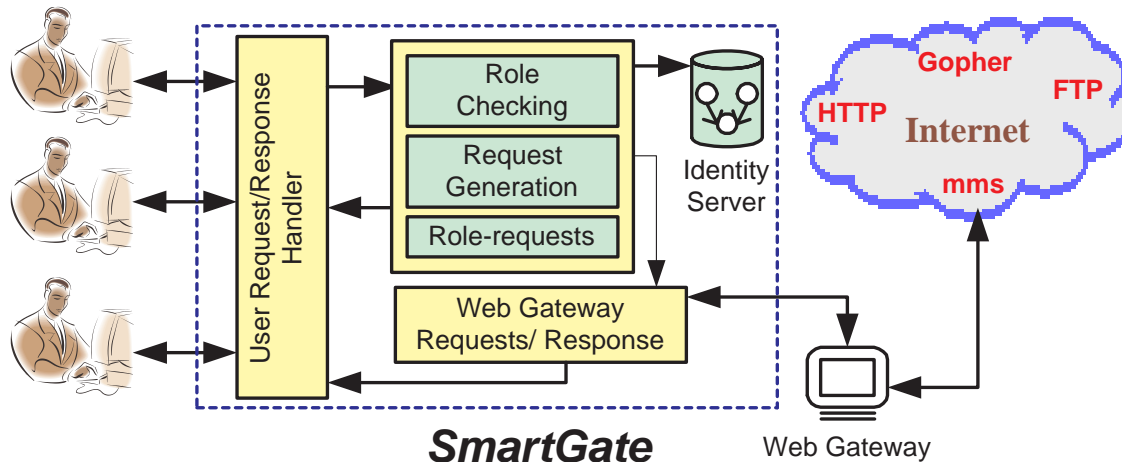 User Request/Response
Handler
Role
Checking
Request
Generation
Role-requests
Identity
Server
Web Gateway
Requests/ Response
Gopher
FTP
HTTP
Internet
mms
SmartGate
Web Gateway